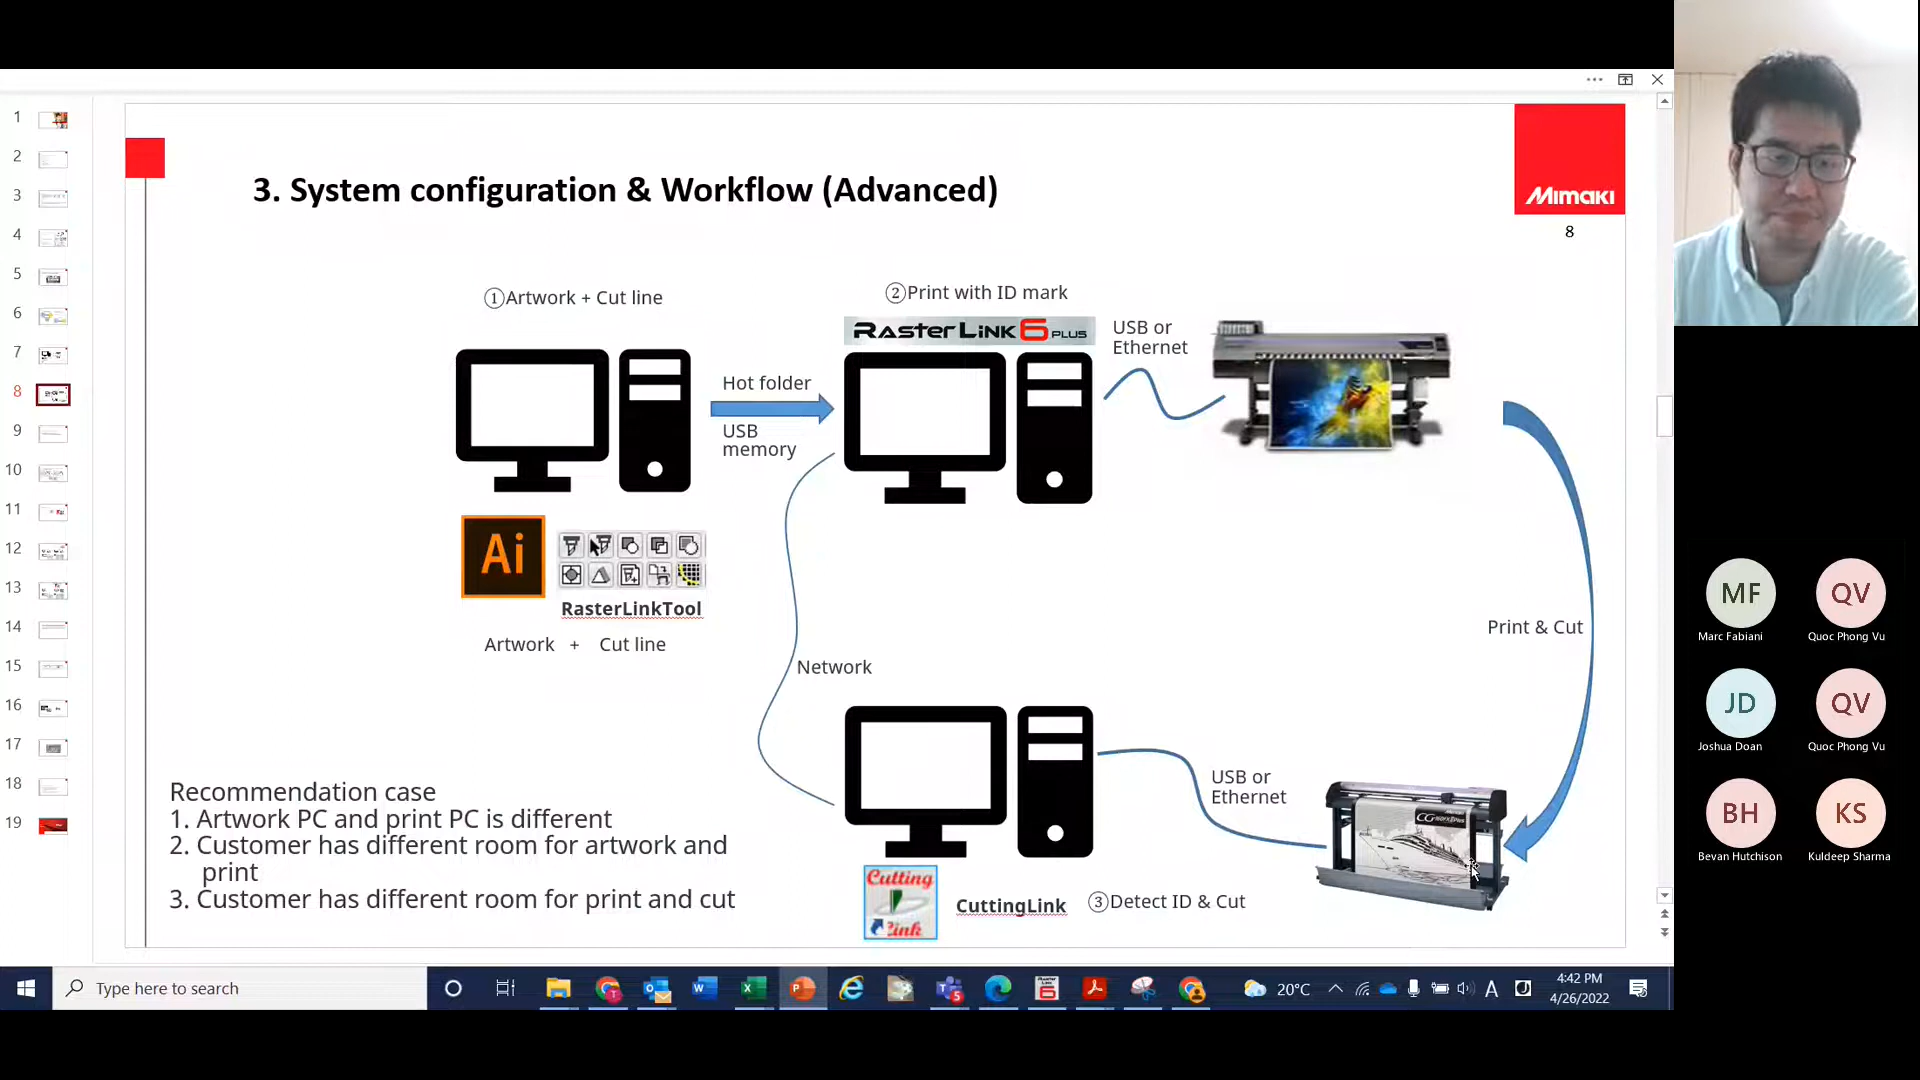 3. System configuration & Workflow (Advanced)
Mimaki
8
①Artwork + Cut line
②Print with ID mark
RasterLink6 PLUS
USB or
Ethernet
Hot folder
USB
memory
Ai
RasterLinkTool
Artwork + Cut line
Network
Print & Cut
USB or
Ethernet
Recommendation case
1. Artwork PC and print PC is different
2. Customer has different room for artwork and
print
3. Customer has different room for print and cut
Cutting
Link
CuttingLink
③Detect ID & Cut
1
2
3
4
5
6
7
8
9
10
11
12
13
14
15
16
17
18
19
MF
Marc Fabiani
QV
Quoc Phong Vu
JD
Joshua Doan
QV
Quoc Phong Vu
BH
Bevan Hutchison
KS
Kuldeep Sharma
Type here to search
20°C
A
4:42 PM
4/26/2022